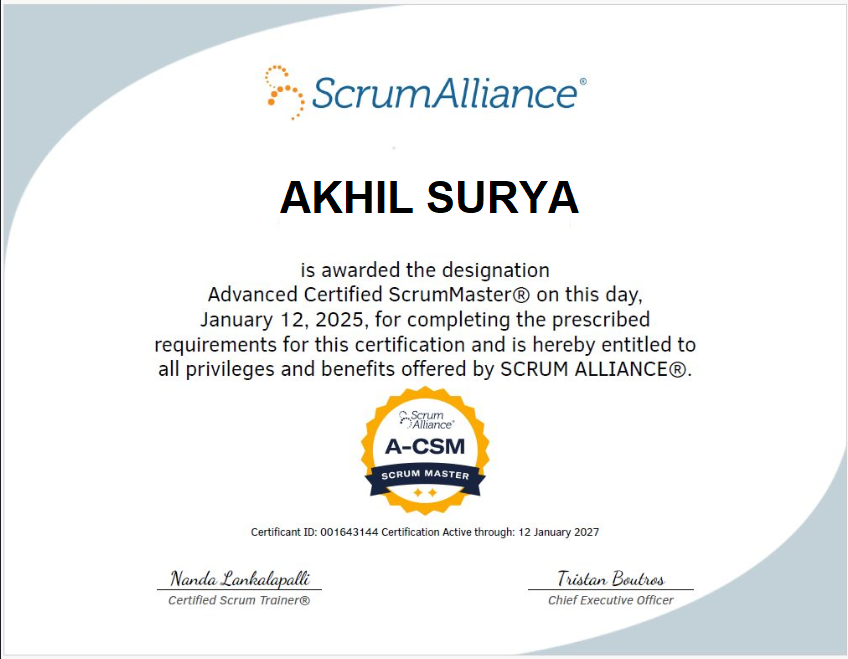 ScrumAlliance®
AKHIL SURYA
is awarded the designation
Advanced Certified ScrumMaster® on this day,
January 12, 2025, for completing the prescribed
requirements for this certification and is hereby entitled to
all privileges and benefits offered by SCRUM ALLIANCE®.
Scrum
Alliance®
A-CSM
SCRUM MASTER
Certificant ID: 001643144 Certification Active through: 12 January 2027
Nanda Lankalapalli
Certified Scrum Trainer®
Tristan Boutros
Chief Executive Officer